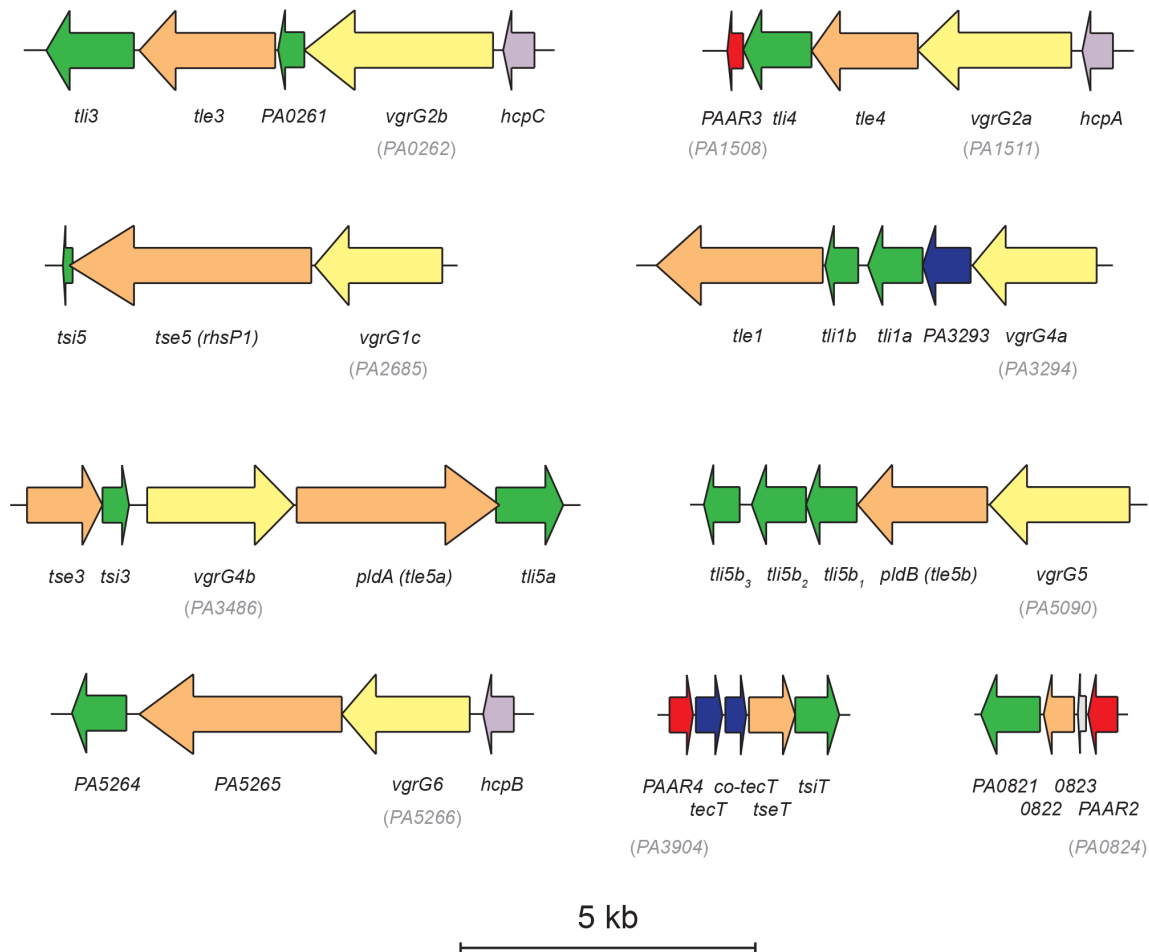 tli3 tle3 PA0261 vgrG2b hcpC
(PA0262)
PAAR3 tli4 tle4 vgrG2a hcpA
(PA1508) (PA1511)
tsi5 tse5 (rhsP1) vgrG1c
(PA2685)
tle1 tli1b tli1a PA3293 vgrG4a
(PA3294)
tse3 tsi3 vgrG4b pldA (tle5a) tli5a
(PA3486)
tli5b3 tli5b2 tli5b1 pldB (tle5b) vgrG5
(PA5090)
PA5264 PA5265 vgrG6 hcpB
(PA5266)
PAAR4 co-tecT tsiT
tecT tseT
(PA3904)
PA0821 0823
0822 PAAR2
(PA0824)
5 kb